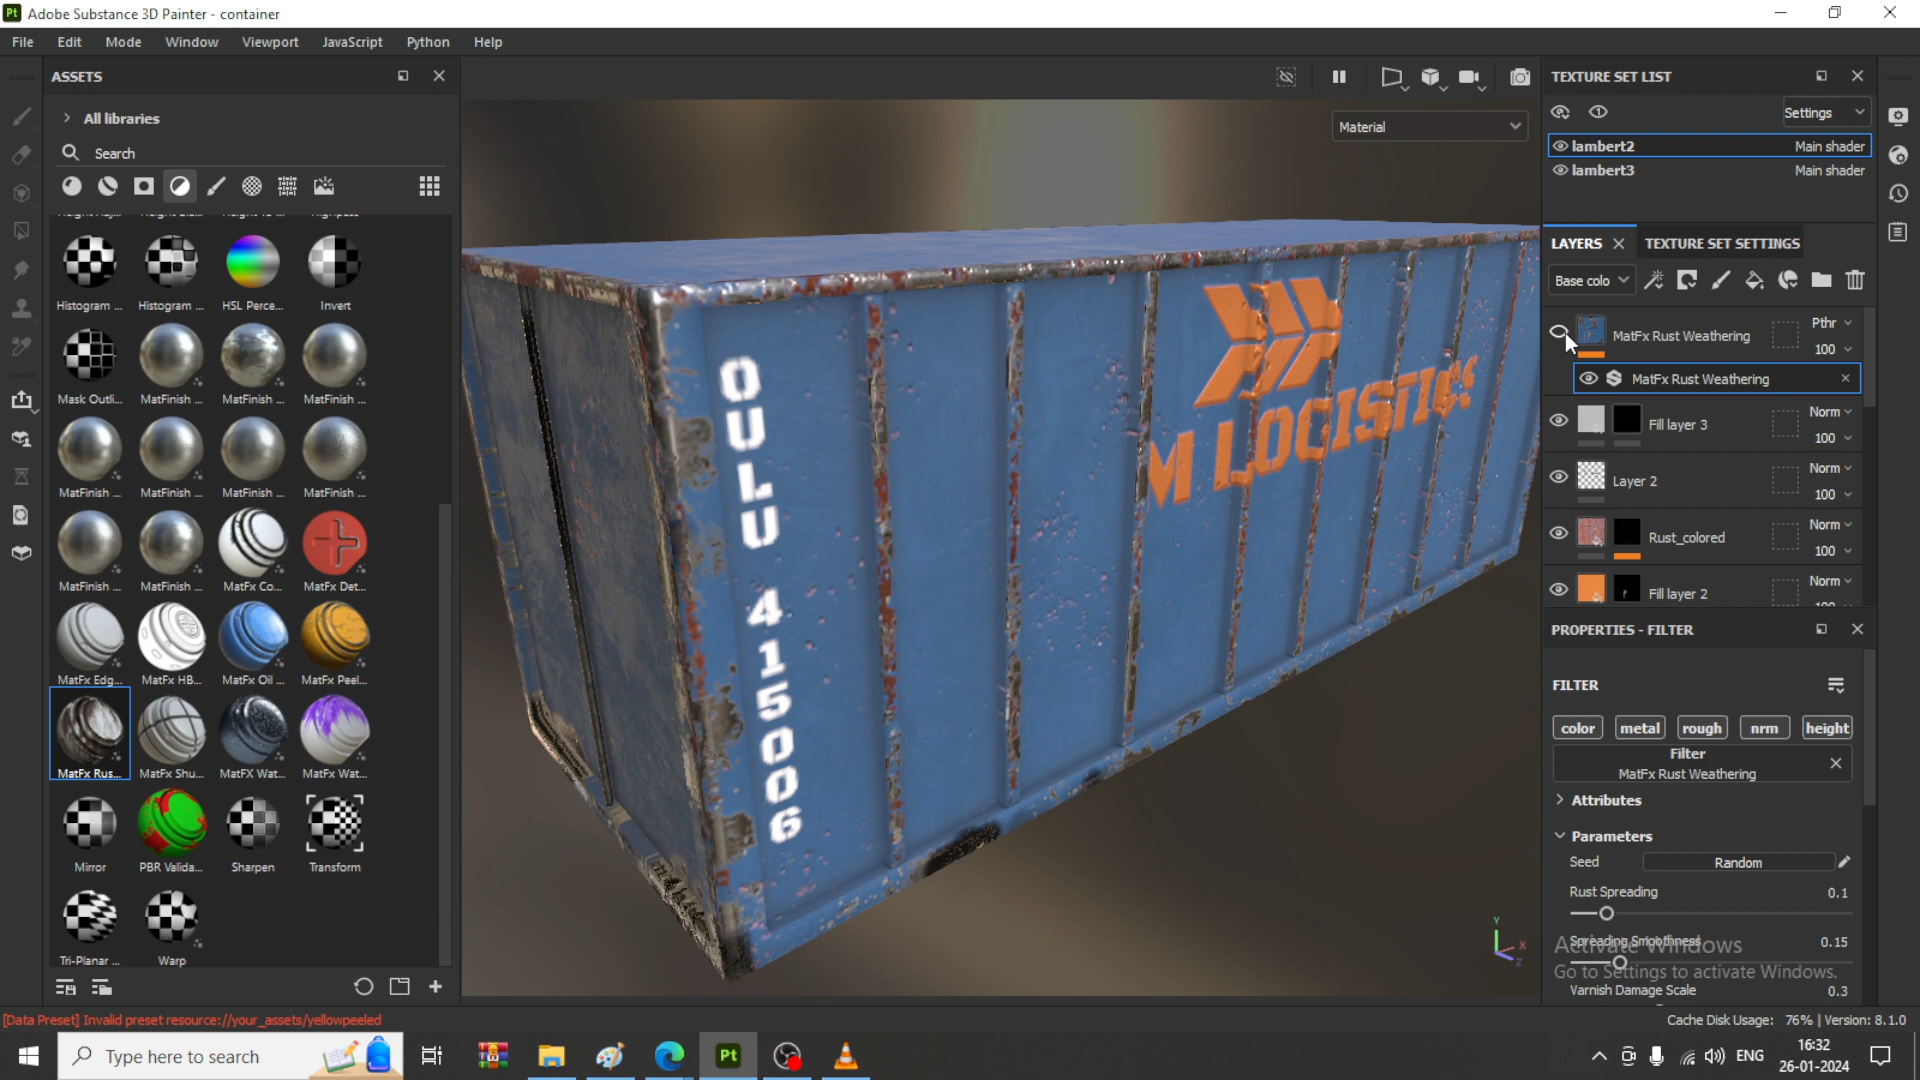 Pt Adobe Substance 3D Painter - container
File Edit Mode Window Viewport JavaScript Python Help
ASSETS
All libraries
Search
Histogram ... Histogram ... HSL Perce... Invert
Mask Outli... MatFinish ... MatFinish ... MatFinish ...
MatFinish ... MatFinish ... MatFinish ... MatFinish ...
MatFinish ... MatFinish ... MatFx Co... MatFx Det...
MatFx Edg... MatFx HB... MatFx Oil ... MatFx Peel...
MatFx Rus... MatFx Shu... MatFX Wat... MatFx Wat...
Mirror PBR Valida... Sharpen Transform
Tri-Planar ... Warp
Material
OULU 415006
M LOGISTIC
Y
X
Z
TEXTURE SET LIST
Settings
lambert2 Main shader
lambert3 Main shader
LAYERS TEXTURE SET SETTINGS
Base colo
MatFx Rust Weathering Pthr
100
MatFx Rust Weathering
Fill layer 3 Norm
100
Layer 2 Norm
100
Rust_colored Norm
100
Fill layer 2 Norm
100
PROPERTIES - FILTER
FILTER
color metal rough nrm height
Filter
MatFx Rust Weathering
Attributes
Parameters
Seed Random
Rust Spreading 0.1
Spreading Smoothness 0.15
Activate Windows
Go to Settings to activate Windows.
Varnish Damage Scale 0.3
[Data Preset] Invalid preset resource://your_assets/yellowpeeled
Cache Disk Usage: 76% | Version: 8.1.0
Type here to search
Pt
ENG
16:32
26-01-2024